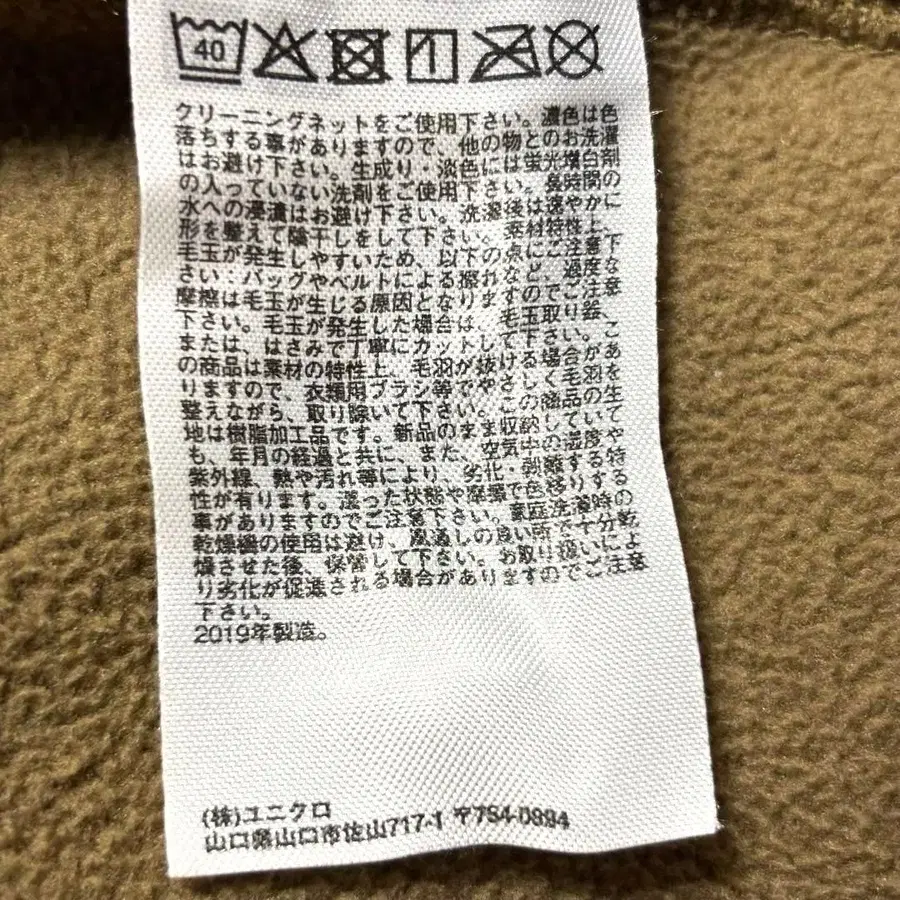 40
クリーニングネットをご使用下さい。濃色は色
落ちする事がありますので、他の物とのお洗濯
はお避け下さい。生成り・淡色には蛍光増白剤
の入っていない洗剤をご使用下さい。長時間の
水への浸漬はお避け下さい。洗濯後は速やかに
形を整えて陰干しをして下さい。素材特性上、
毛玉が発生しやすいため、以下の点にご注意下
さい・バッグやベルトによる擦れなど、過度な
摩擦は毛玉が生じる原因となりますのでご注意
下さい。毛玉が発生した場合は、毛玉取り器、
または、はさみで丁寧にカットして下さい。こ
の商品は素材の特性上、毛羽が抜ける場合があ
りますので、衣類用ブラシ等でやさしく毛羽を
整えながら、取り除いて下さい。この商品の生
地は樹脂加工品です。新品のまま収納していて
も、年月の経過と共に、また、空気中の湿度や
紫外線、熱や汚れ等により、劣化・剥離する特
性が有ります。湿った状態や摩擦で色移りする
事がありますのでご注意下さい。家庭洗濯時の
乾燥機の使用は避け、風通しの良い所で十分乾
燥させた後、保管して下さい。お取り扱いによ
り劣化が促進される場合がありますのでご注意
下さい。
2019年製造。
(株)ユニクロ
山口県山口市佐山717-1 〒754-0894